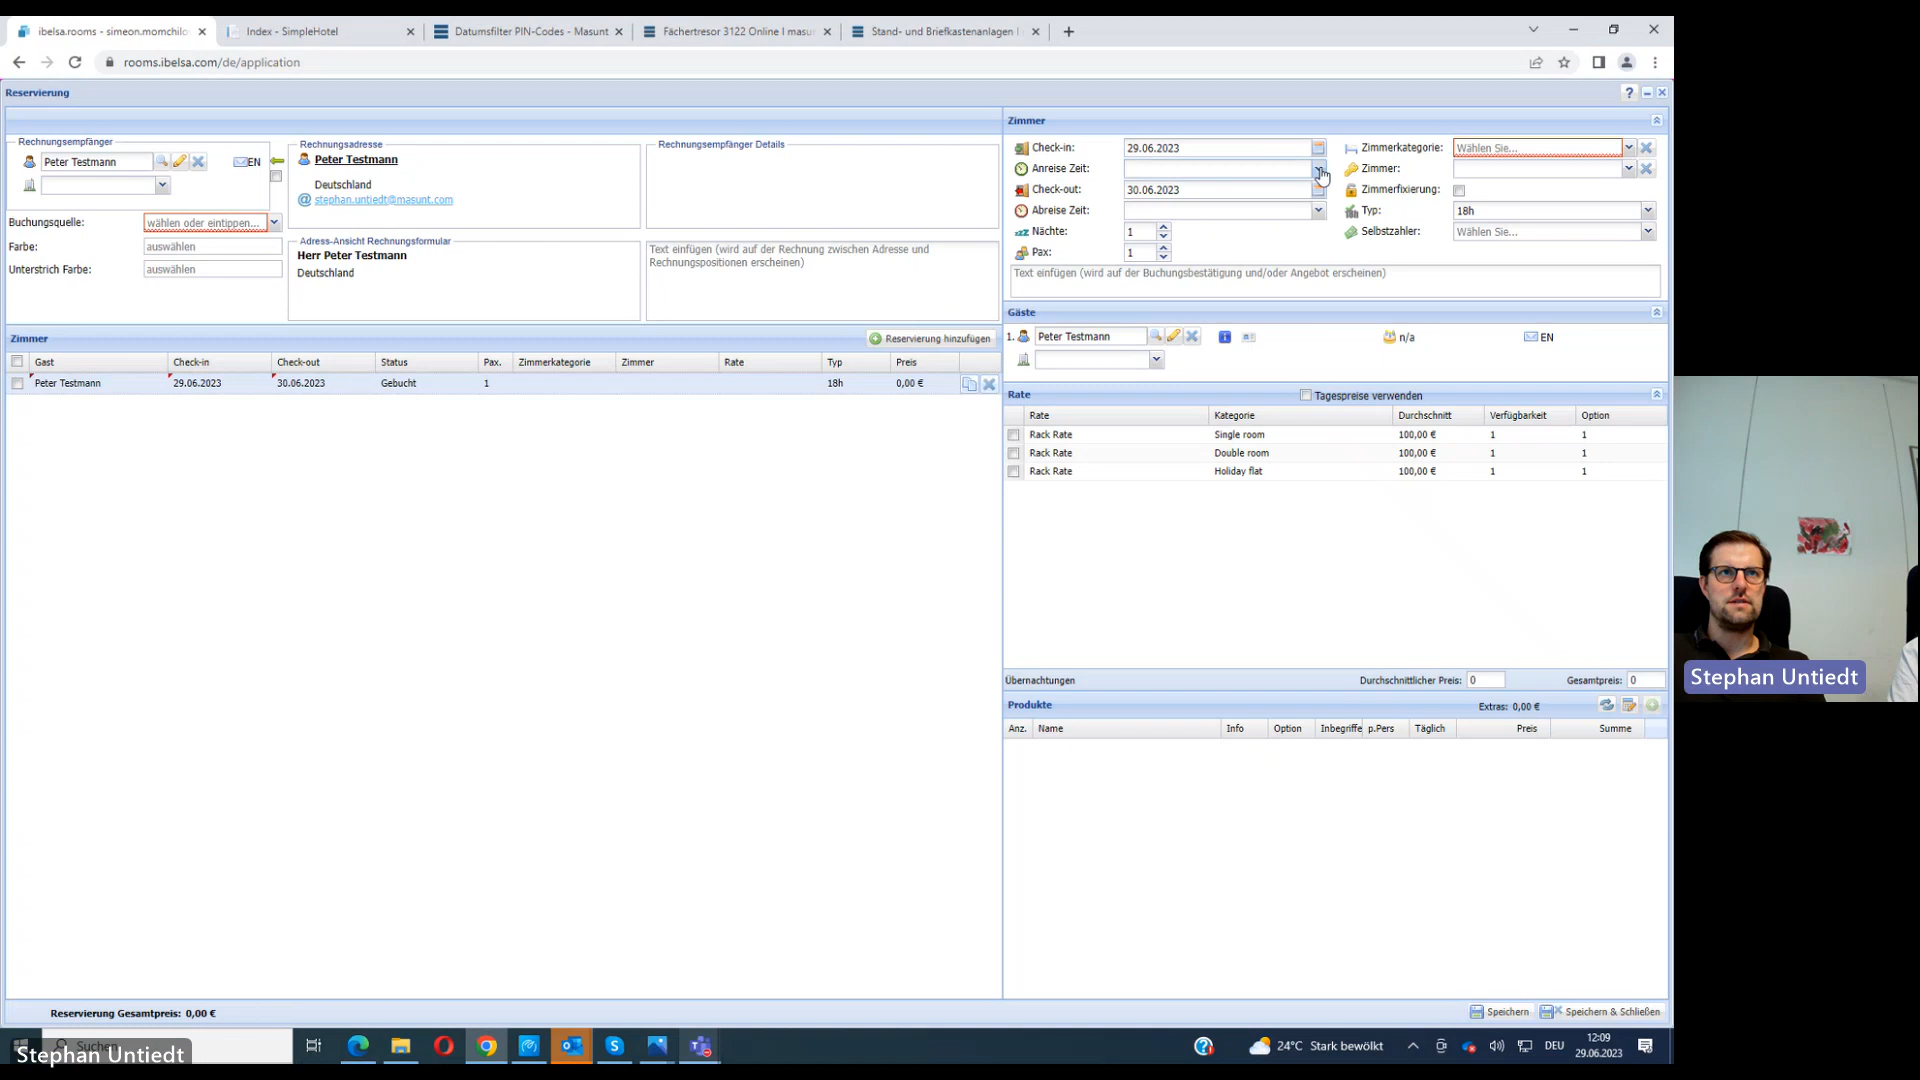 ibelsa.rooms - simeon.momchilo
Index - SimpleHotel
Datumsfilter PIN-Codes - Masunt
Fächertresor 3122 Online I masun
Stand- und Briefkastenanlagen I
rooms.ibelsa.com/de/application
Reservierung
Rechnungsempfänger
Peter Testmann
EN
Buchungsquelle:
wählen oder eintippen...
Farbe:
auswählen
Unterstrich Farbe:
auswählen
Rechnungsadresse
Peter Testmann
Deutschland
stephan.untiedt@masunt.com
Adress-Ansicht Rechnungsformular
Herr Peter Testmann
Deutschland
Rechnungsempfänger Details
Text einfügen (wird auf der Rechnung zwischen Adresse und
Rechnungspositionen erscheinen)
Zimmer
Reservierung hinzufügen
Gast Check-in Check-out Status Pax. Zimmerkategorie Zimmer Rate Typ Preis
Peter Testmann 29.06.2023 30.06.2023 Gebucht 1 18h 0,00 €
Zimmer
Check-in: 29.06.2023
Zimmerkategorie: Wählen Sie...
Anreise Zeit:
Zimmer:
Check-out: 30.06.2023
Zimmerfixierung:
Abreise Zeit:
Typ: 18h
Nächte: 1
Selbstzahler: Wählen Sie...
Pax: 1
Text einfügen (wird auf der Buchungsbestätigung und/oder Angebot erscheinen)
Gäste
1. Peter Testmann n/a EN
Rate Tagespreise verwenden
Rate Kategorie Durchschnitt Verfügbarkeit Option
Rack Rate Single room 100,00 € 1 1
Rack Rate Double room 100,00 € 1 1
Rack Rate Holiday flat 100,00 € 1 1
Übernachtungen Durchschnittlicher Preis: 0 Gesamtpreis: 0
Produkte Extras: 0,00 €
Anz. Name Info Option Inbegriffe p.Pers Täglich Preis Summe
Reservierung Gesamtpreis: 0,00 €
Speichern Speichern & Schließen
Stephan Untiedt
Suchen
Stephan Untiedt
24°C Stark bewölkt
DEU
12:09
29.06.2023